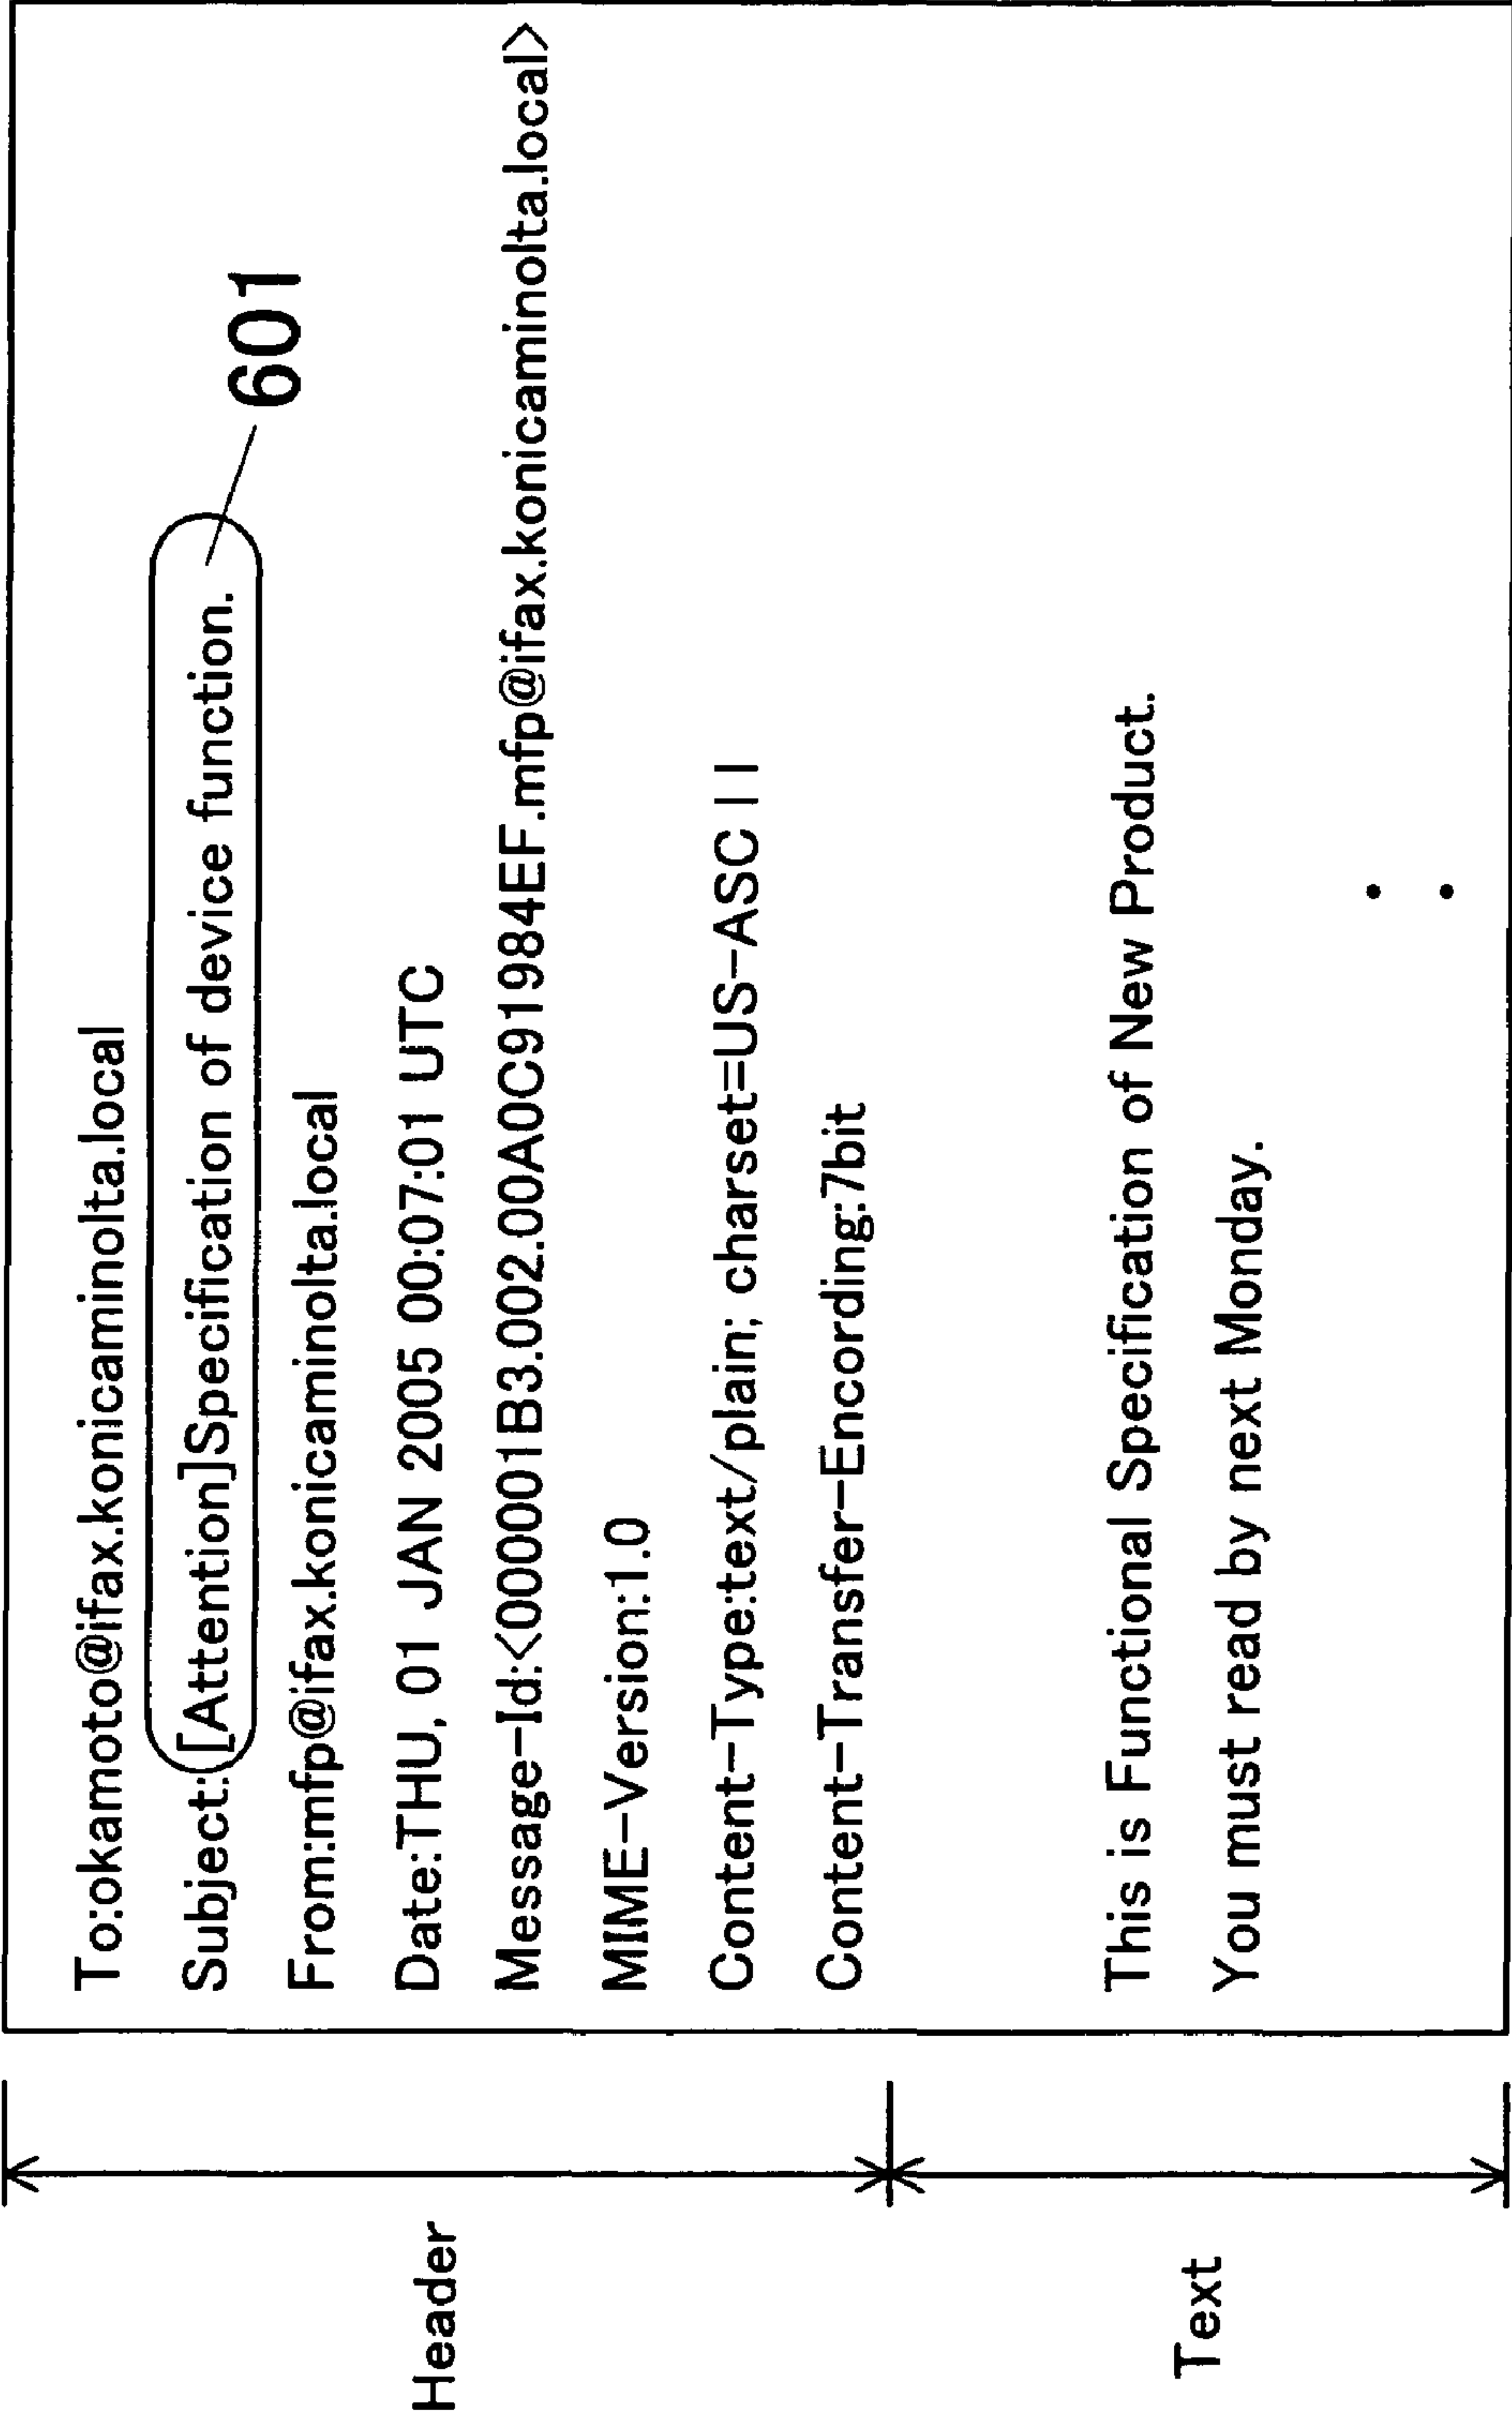 Header
To:okamoto@ifax.konicaminolta.local
Subject:[Attention]Specification of device function.
601
From:mfp@ifax.konicaminolta.local
Date:THU, 01 JAN 2005 00:07:01 UTC
Message-Id:<000001B3.002.00A0C91984EF.mfp@ifax.konicaminolta.local>
MIME-Version:1.0
Content-Type:text/plain; charset=US-ASCII
Content-Transfer-Encording:7bit
Text
This is Functional Specification of New Product.
You must read by next Monday.